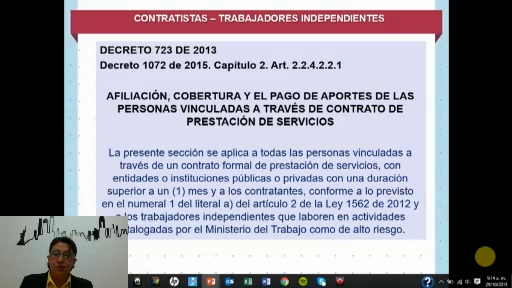 CONTRATISTAS – TRABAJADORES INDEPENDIENTES
DECRETO 723 DE 2013
Decreto 1072 de 2015. Capítulo 2. Art. 2.2.4.2.2.1
AFILIACIÓN, COBERTURA Y EL PAGO DE APORTES DE LAS
PERSONAS VINCULADAS A TRAVÉS DE CONTRATO DE
PRESTACIÓN DE SERVICIOS
La presente sección se aplica a todas las personas vinculadas a
través de un contrato formal de prestación de servicios, con
entidades o instituciones públicas o privadas con una duración
superior a un (1) mes y a los contratantes, conforme a lo previsto
en el numeral 1 del literal a) del artículo 2 de la Ley 1562 de 2012 y
los trabajadores independientes que laboren en actividades
por el Ministerio del Trabajo como de alto riesgo.
29/10/2015